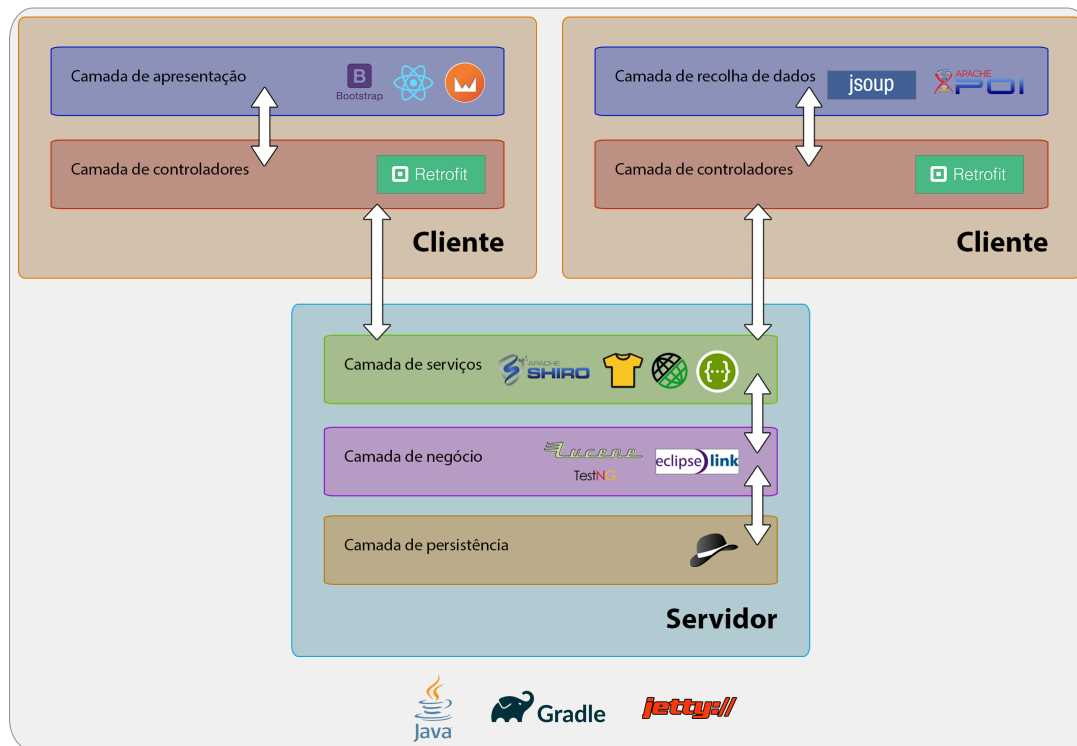 Camada de apresentação
B
Bootstrap
Camada de controladores
Retrofit
Cliente
Camada de recolha de dados
jsoup
APACHE
POI
Camada de controladores
Retrofit
Cliente
Camada de serviços
APACHE
SHIRO
{···}
Camada de negócio
Lucene
TestNG
eclipse link
Camada de persistência
Servidor
Java
Gradle
jetty://